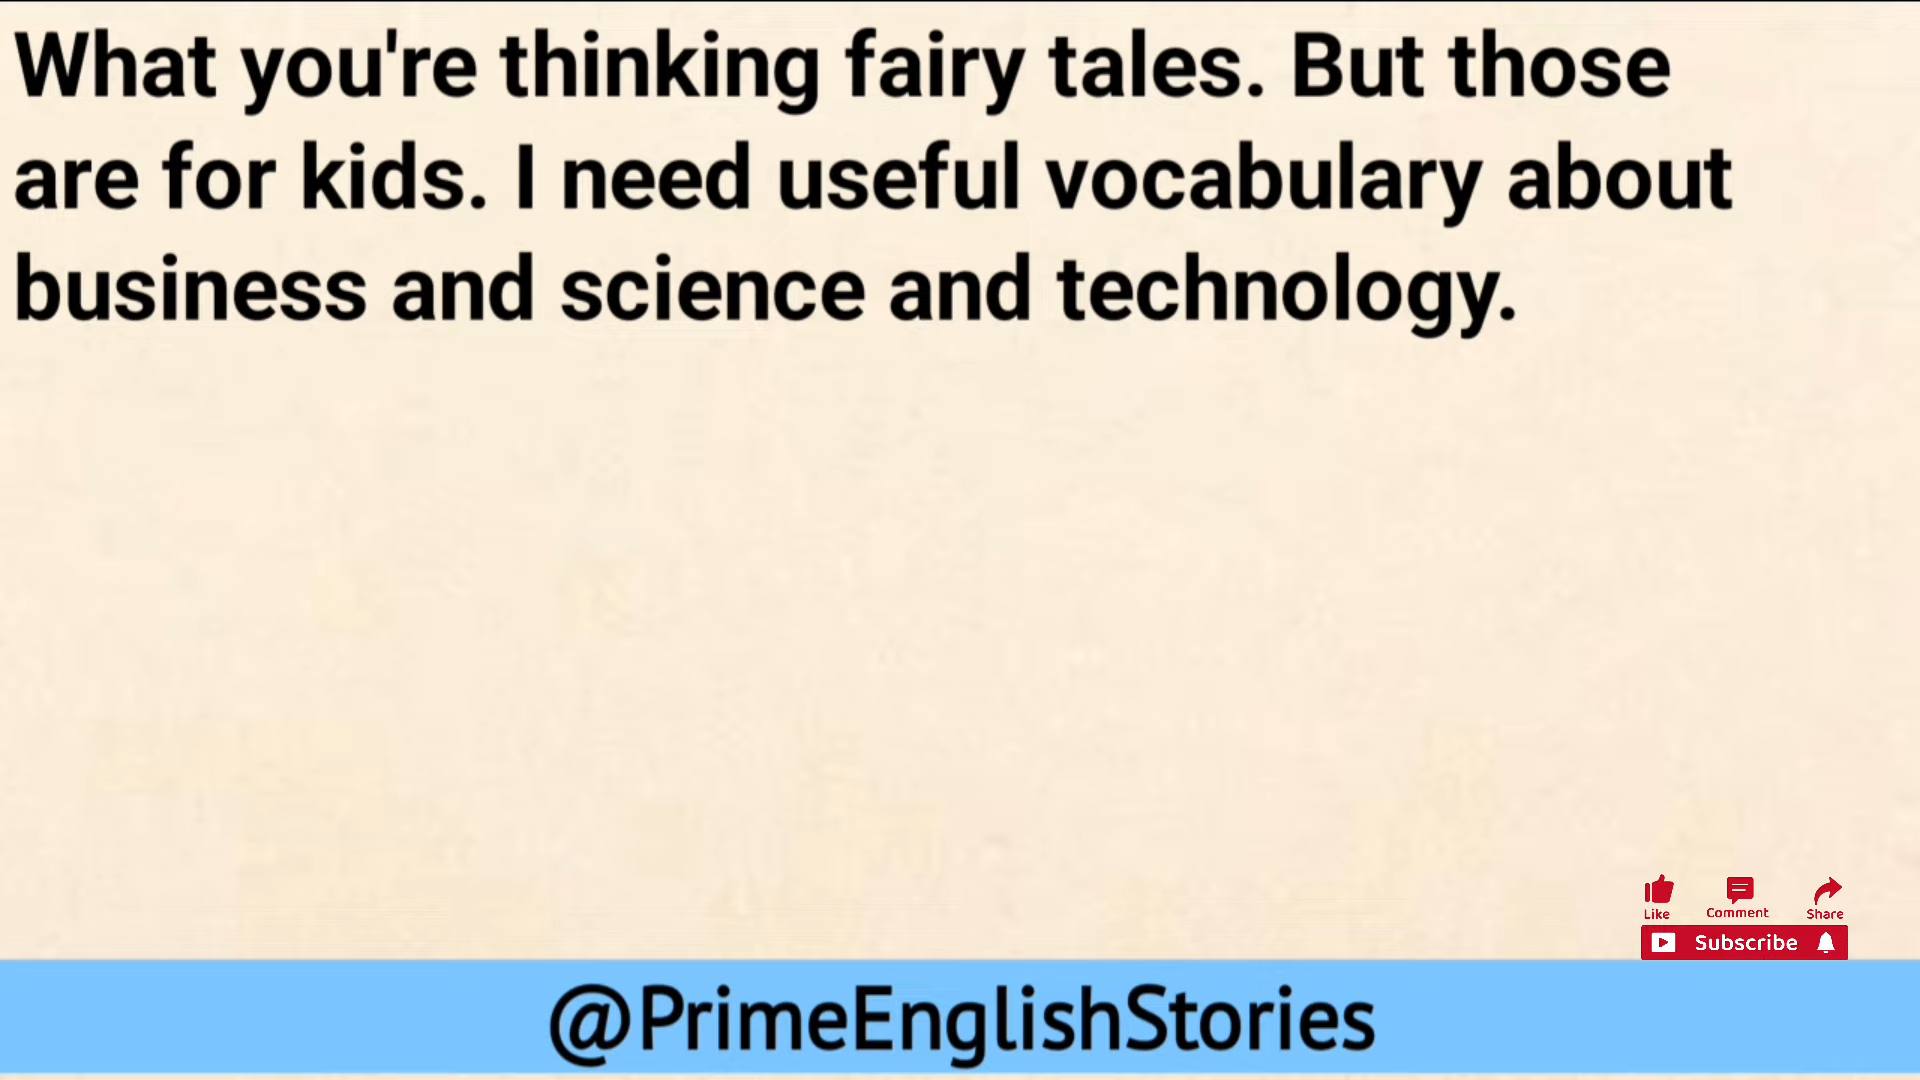 What you're thinking fairy tales. But those
are for kids. I need useful vocabulary about
business and science and technology.
Like Comment Share
Subscribe
@PrimeEnglishStories